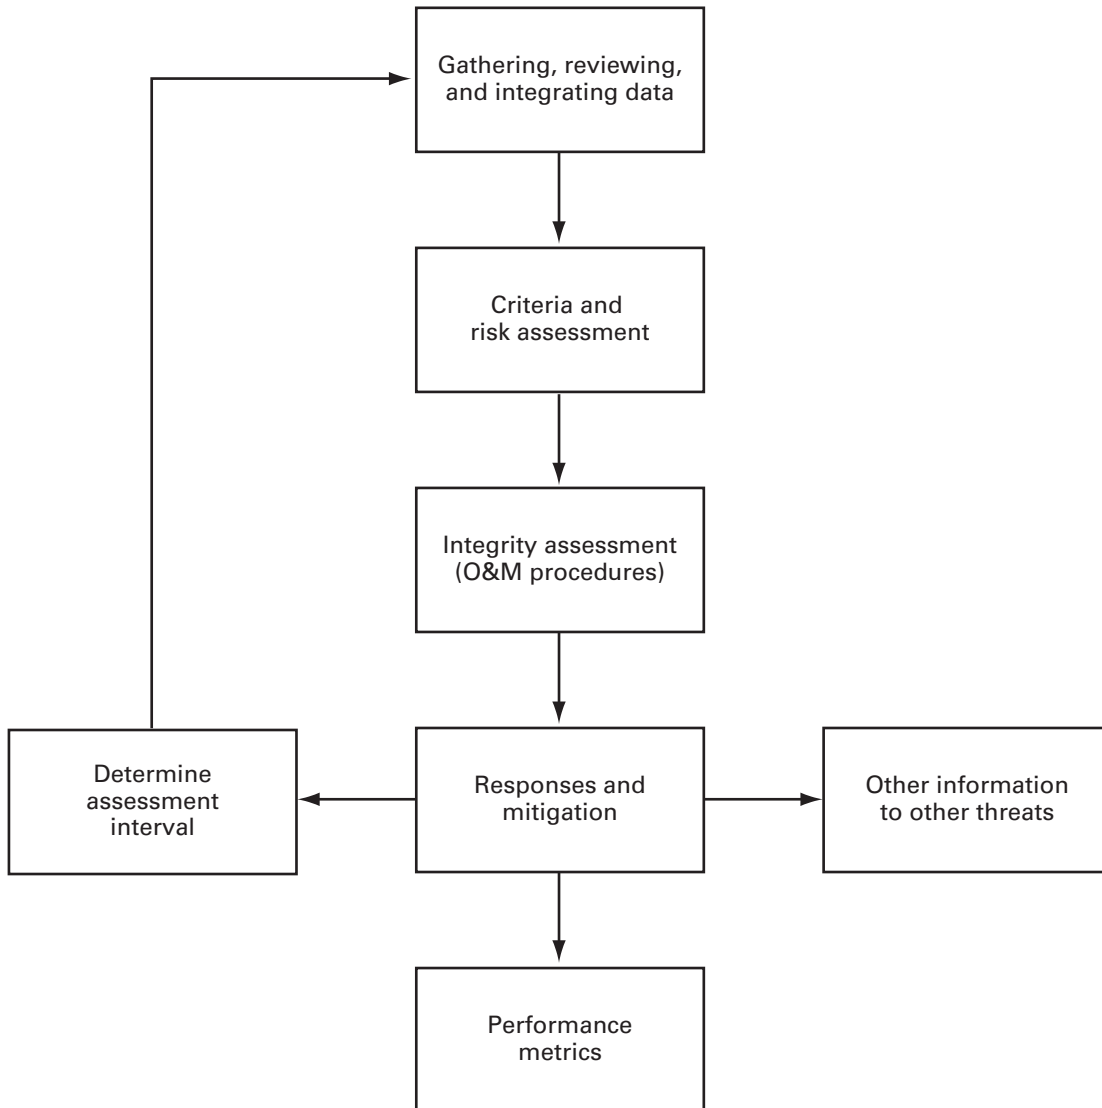 Gathering, reviewing,
and integrating data
Criteria and
risk assessment
Integrity assessment
(O&M procedures)
Determine
assessment
interval
Responses and
mitigation
Other information
to other threats
Performance
metrics